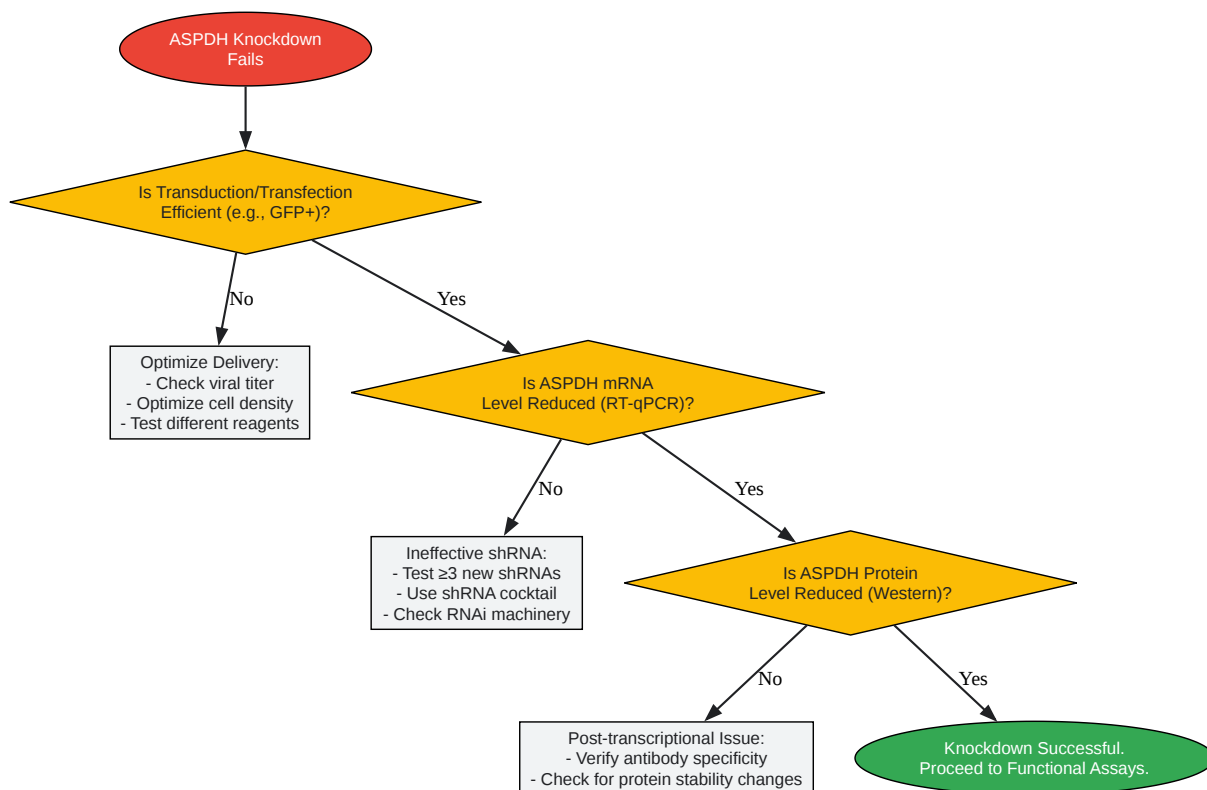 ASPDH Knockdown
Fails
Is Transduction/Transfection
Efficient (e.g., GFP+)?
No
Yes
Optimize Delivery:
- Check viral titer
- Optimize cell density
- Test different reagents
Is ASPDH mRNA
Level Reduced (RT-qPCR)?
No
Yes
Ineffective shRNA:
- Test ≥3 new shRNAs
- Use shRNA cocktail
- Check RNAi machinery
Is ASPDH Protein
Level Reduced (Western)?
No
Yes
Post-transcriptional Issue:
- Verify antibody specificity
- Check for protein stability changes
Knockdown Successful.
Proceed to Functional Assays.